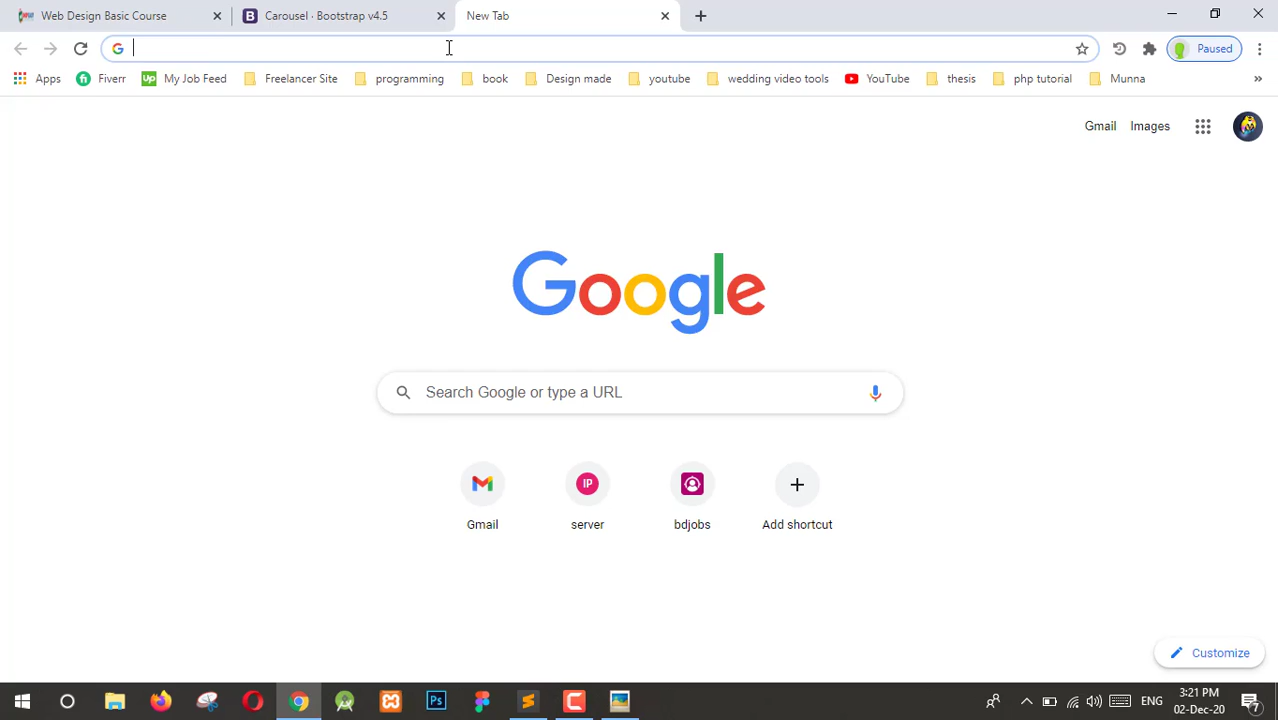 Web Design Basic Course
Carousel · Bootstrap v4.5
New Tab
Paused
Apps
Fiverr
My Job Feed
Freelancer Site
programming
book
Design made
youtube
wedding video tools
YouTube
thesis
php tutorial
Munna
Gmail
Images
Google
Search Google or type a URL
IP
Gmail
server
bdjobs
Add shortcut
Customize
ENG
3:21 PM
02-Dec-20
7